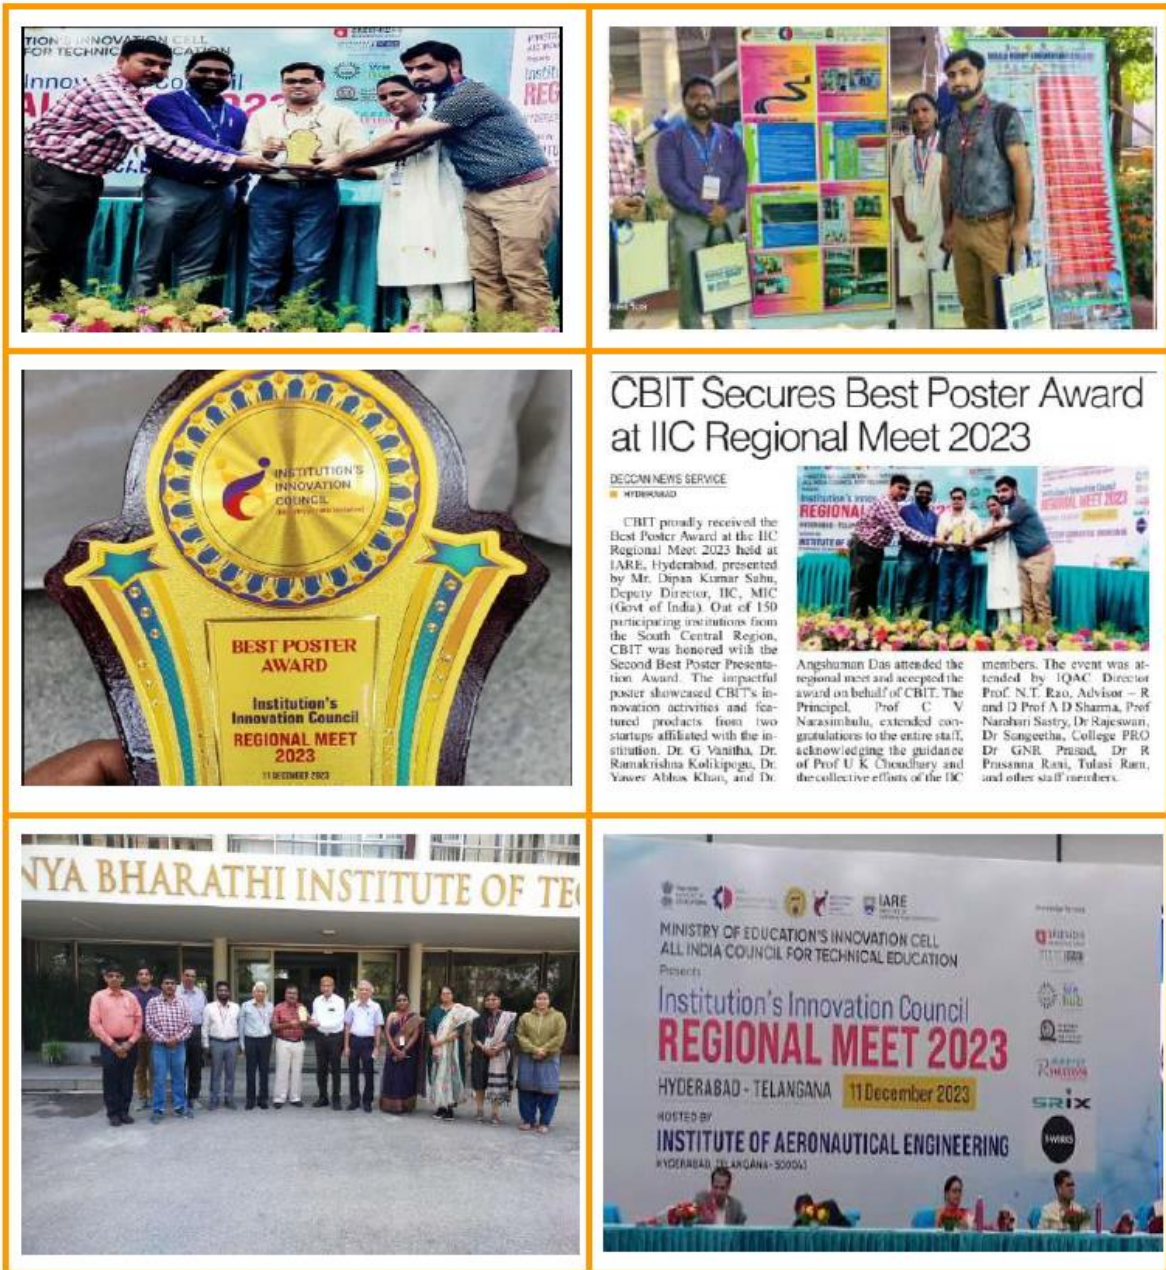 TION'S INNOVATION CELL
FOR TECHNICAL EDUCATION
INSTITUTION'S
INNOVATION
COUNCIL
BEST POSTER
AWARD
Institution's
Innovation Council
REGIONAL MEET
2023
11 DECEMBER 2023
CBIT Secures Best Poster Award
at IIC Regional Meet 2023
DECCAN NEWS SERVICE
HYDERABAD
CBIT proudly received the
Best Poster Award at the IIC
Regional Meet 2023 held at
IARE, Hyderabad, presented
by Mr. Dipan Kumar Sahu,
Deputy Director, IIC, MIC
(Govt of India). Out of 150
participating institutions from
the South Central Region,
CBIT was honored with the
Second Best Poster Presenta-
tion Award. The impactful
poster showcased CBIT's in-
novation activities and fea-
tured products from two
startups affiliated with the in-
stitution. Dr. G Vanitha, Dr.
Ramakrishna Kolikipogu, Dr.
Yawer Abbas Khan, and Dr.
Angshuman Das attended the
regional meet and accepted the
award on behalf of CBIT. The
Principal, Prof C V
Narasimhulu, extended con-
gratulations to the entire staff,
acknowledging the guidance
of Prof U K Choudhary and
the collective efforts of the IIC
members. The event was at-
tended by IQAC Director
Prof. N.T. Rao, Advisor – R
and D Prof A D Sharma, Prof
Narahari Sastry, Dr Rajeswari,
Dr Sangeetha, College PRO
Dr GNR Prasad, Dr R
Prasanna Rani, Tulasi Ram,
and other staff members.
NYA BHARATHI INSTITUTE OF TE
IARE
MINISTRY OF EDUCATION'S INNOVATION CELL
ALL INDIA COUNCIL FOR TECHNICAL EDUCATION
Presents
Institution's Innovation Council
REGIONAL MEET 2023
HYDERABAD - TELANGANA 11 December 2023
HOSTED BY
INSTITUTE OF AERONAUTICAL ENGINEERING
HYDERABAD, TELANGANA - 500043
We
hub
SRiX
T-WORKS